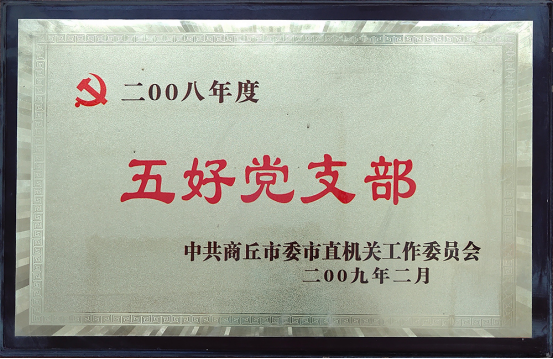 二00八年度
五好党支部
中共商丘市委市直机关工作委员会
二00九年二月